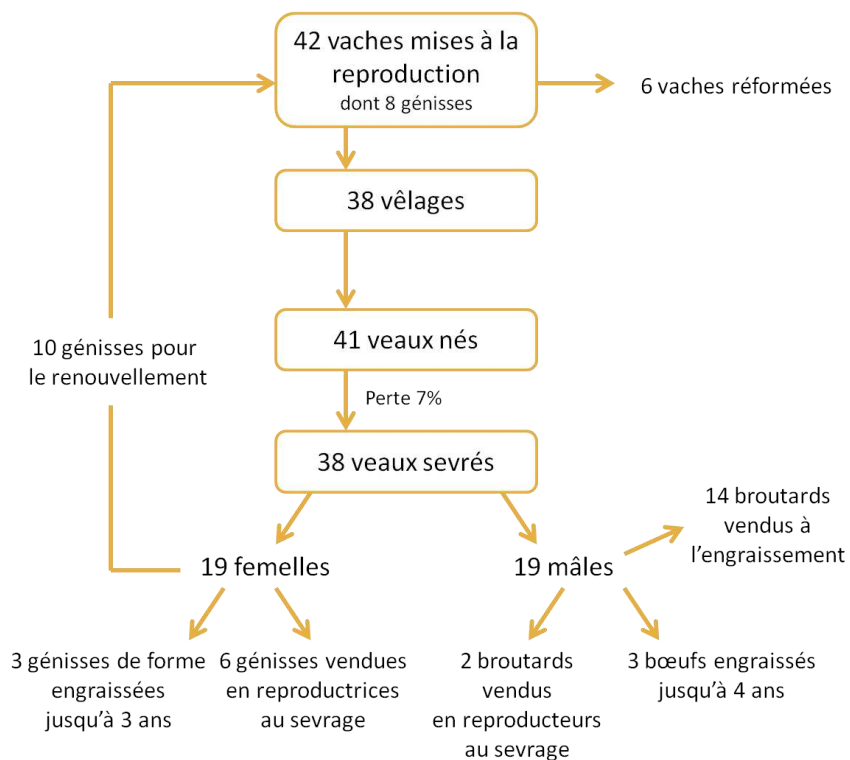 42 vaches mises à la
reproduction
dont 8 génisses
6 vaches réformées
38 vêlages
41 veaux nés
10 génisses pour
le renouvellement
Perte 7%
38 veaux sevrés
14 broutards
vendus à
l'engraissement
19 femelles
19 mâles
3 génisses de forme
engraissées
jusqu'à 3 ans
6 génisses vendues
en reproductrices
au sevrage
2 broutards
vendus
en reproducteurs
au sevrage
3 bœufs engraissés
jusqu'à 4 ans